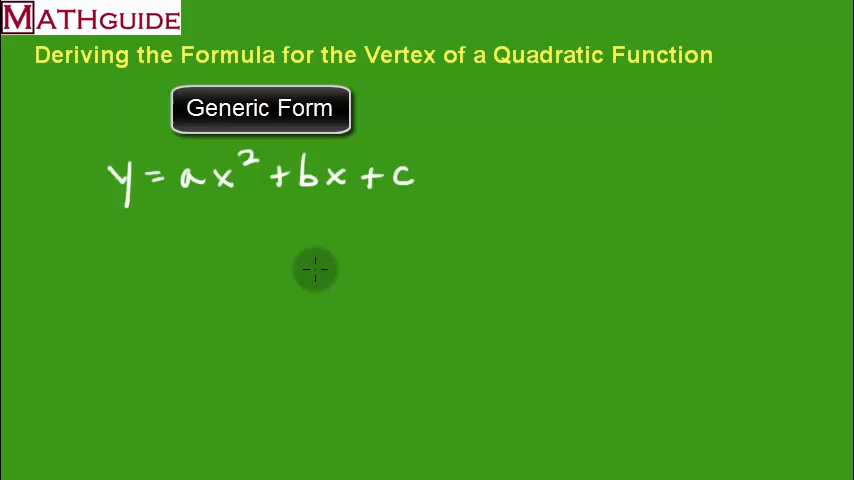 MATHGUIDE
Deriving the Formula for the Vertex of a Quadratic Function
Generic Form
y = ax² + bx + c